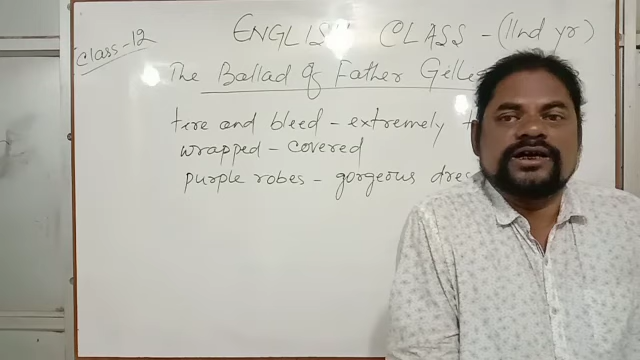 Class-12
ENGLISH CLASS - (IInd yr)
The Ballad of Father Gille
tire and bleed - extremely
wrapped - covered
purple robes - gorgeous dres